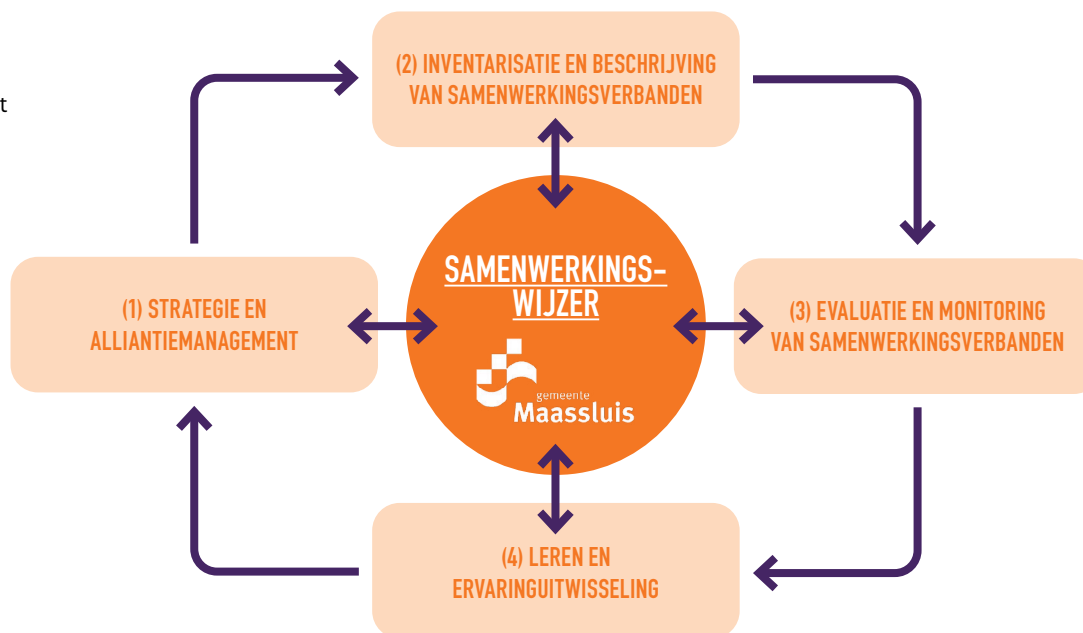 t
(2) INVENTARISATIE EN BESCHRIJVING
VAN SAMENWERKINGSVERBANDEN
SAMENWERKINGS-
WIJZER
gemeente
Maassluis
(1) STRATEGIE EN
ALLIANTIEMANAGEMENT
(3) EVALUATIE EN MONITORING
VAN SAMENWERKINGSVERBANDEN
(4) LEREN EN
ERVARINGUITWISSELING